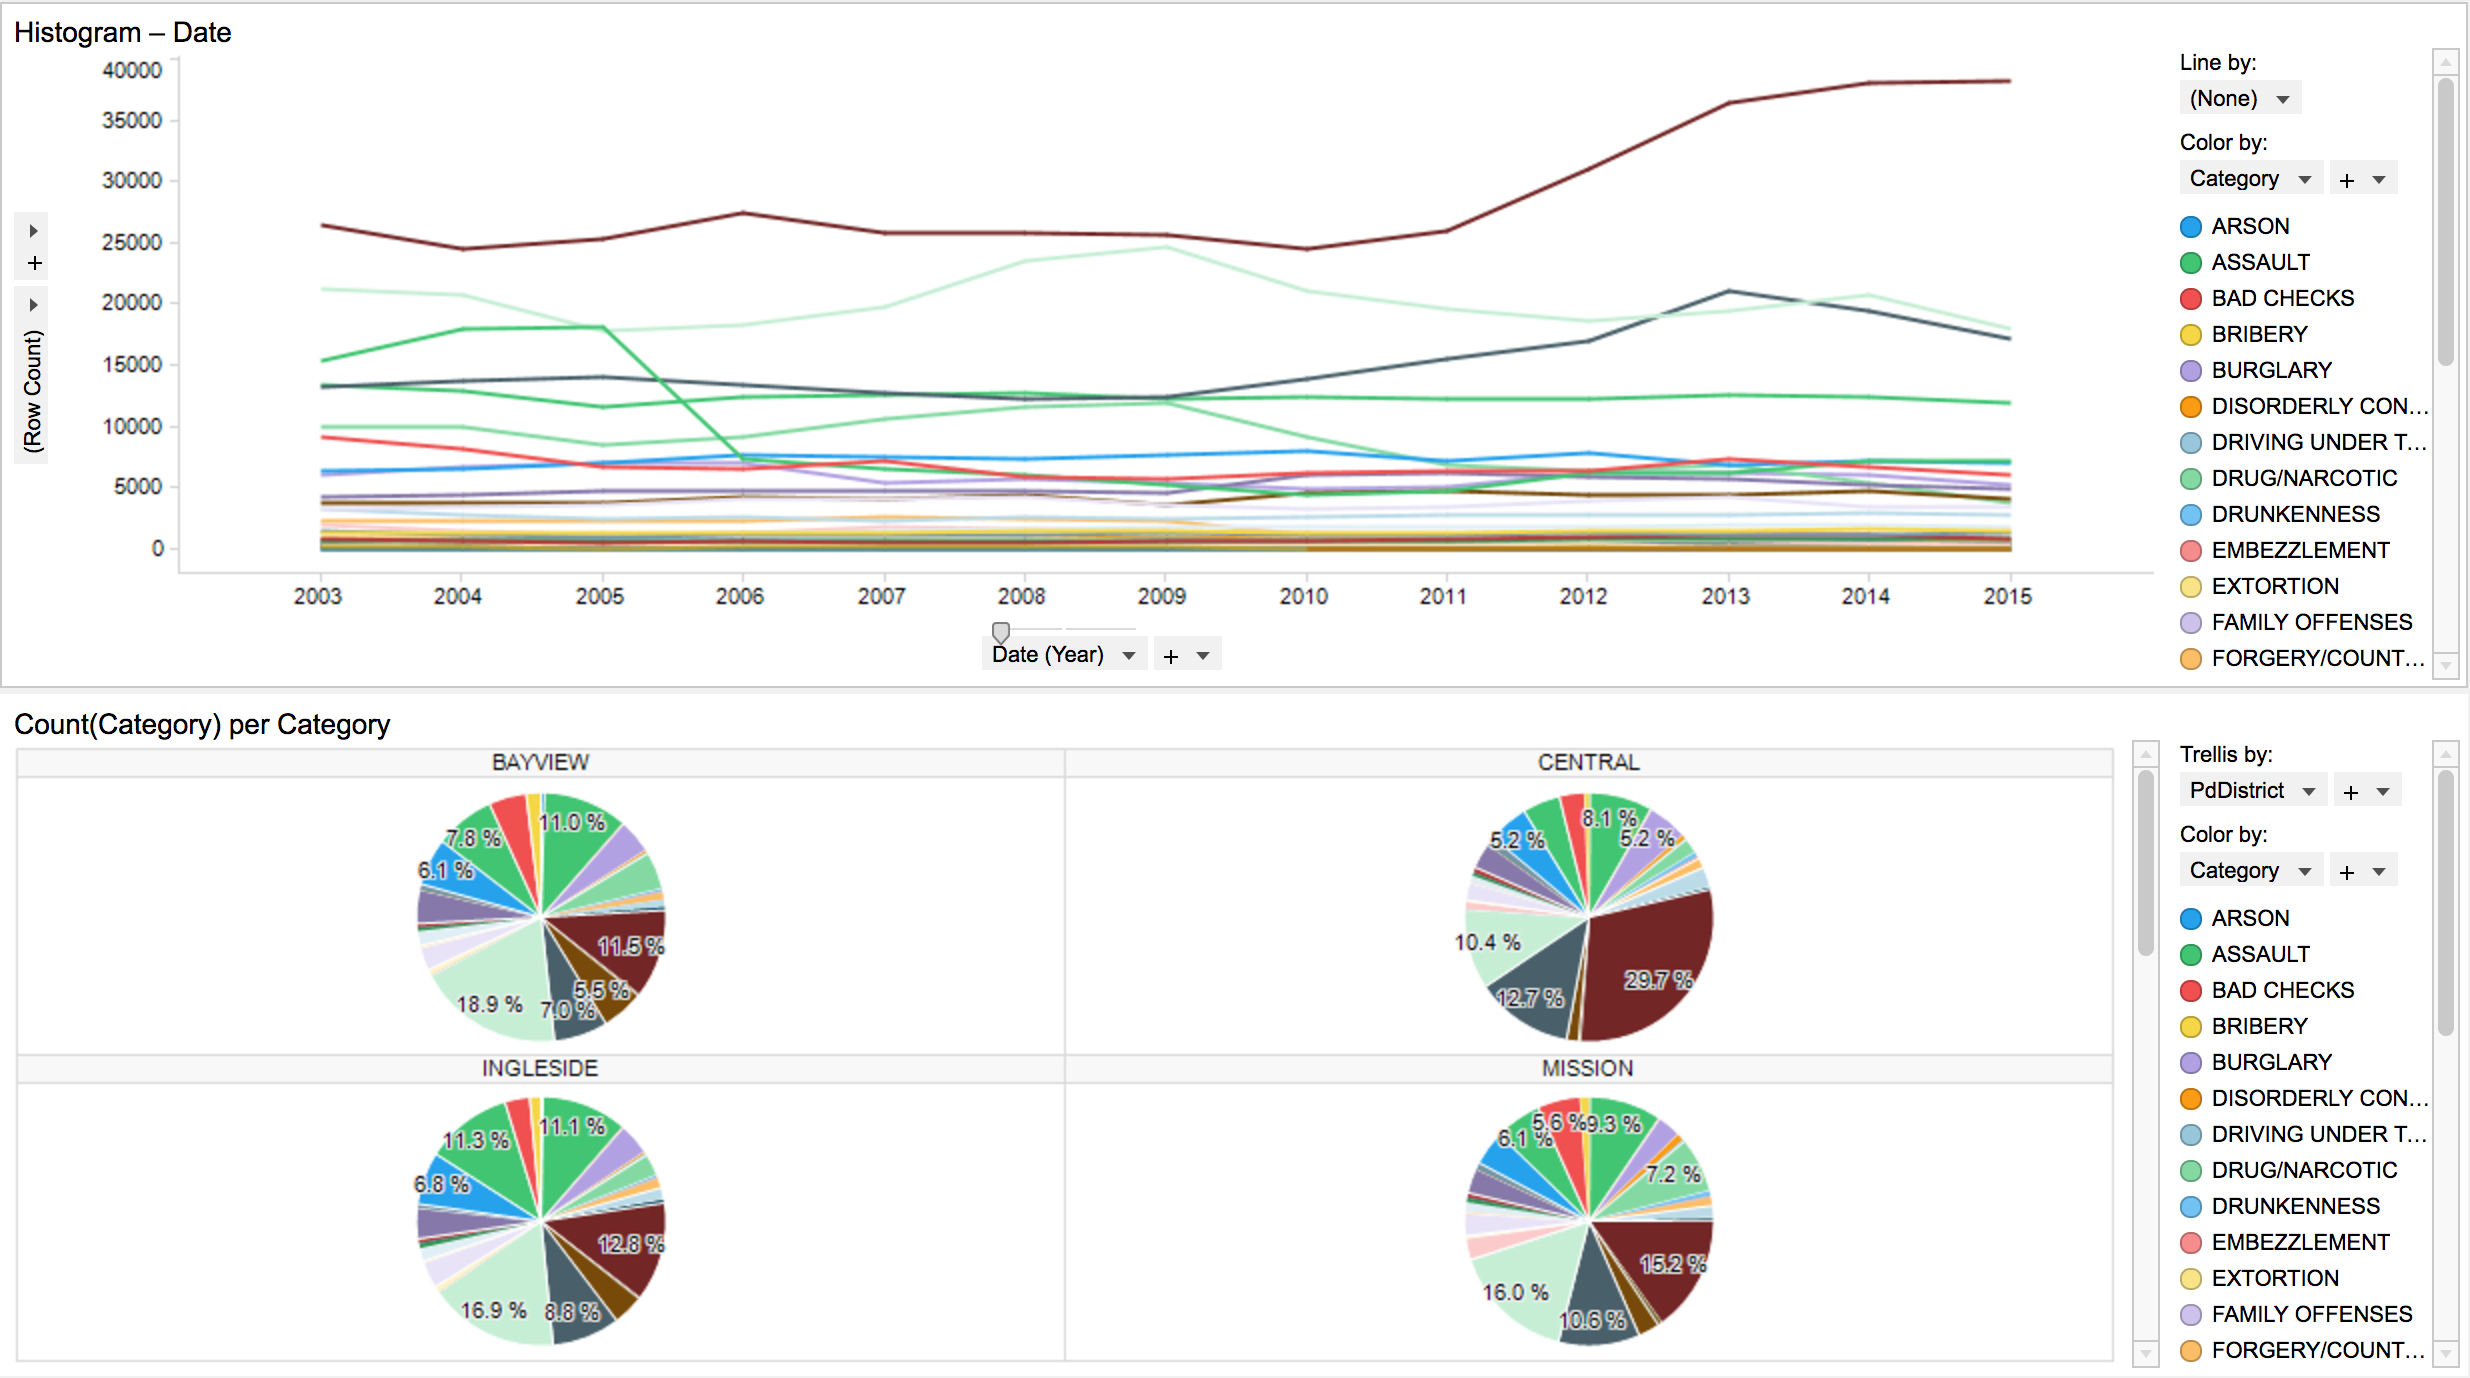 Histogram – Date
40000
35000
30000
25000
20000
15000
10000
5000
0
+
(Row Count)
2003 2004 2005 2006 2007 2008 2009 2010 2011 2012 2013 2014 2015
Date (Year) +
Line by:
(None)
Color by:
Category +
ARSON
ASSAULT
BAD CHECKS
BRIBERY
BURGLARY
DISORDERLY CON...
DRIVING UNDER T...
DRUG/NARCOTIC
DRUNKENNESS
EMBEZZLEMENT
EXTORTION
FAMILY OFFENSES
FORGERY/COUNT...
Count(Category) per Category
BAYVIEW
11.0 %
7.8 %
6.1 %
11.5 %
5.5 %
18.9 %
7.0 %
CENTRAL
8.1 %
5.2 %
5.2 %
10.4 %
29.7 %
12.7 %
INGLESIDE
11.1 %
11.3 %
6.8 %
12.8 %
16.9 %
8.8 %
MISSION
5.6 %
9.3 %
6.1 %
7.2 %
15.2 %
16.0 %
10.6 %
Trellis by:
PdDistrict +
Color by:
Category +
ARSON
ASSAULT
BAD CHECKS
BRIBERY
BURGLARY
DISORDERLY CON...
DRIVING UNDER T...
DRUG/NARCOTIC
DRUNKENNESS
EMBEZZLEMENT
EXTORTION
FAMILY OFFENSES
FORGERY/COUNT...